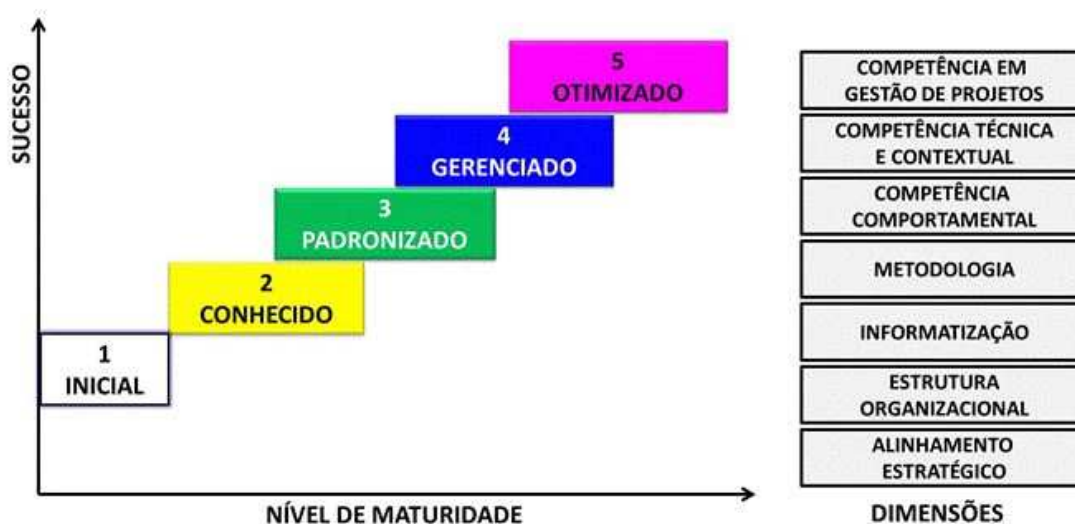 SUCESSO
5
OTIMIZADO
4
GERENCIADO
3
PADRONIZADO
2
CONHECIDO
1
INICIAL
NÍVEL DE MATURIDADE
COMPETÊNCIA EM
GESTÃO DE PROJETOS
COMPETÊNCIA TÉCNICA
E CONTEXTUAL
COMPETÊNCIA
COMPORTAMENTAL
METODOLOGIA
INFORMATIZAÇÃO
ESTRUTURA
ORGANIZACIONAL
ALINHAMENTO
ESTRATÉGICO
DIMENSÕES